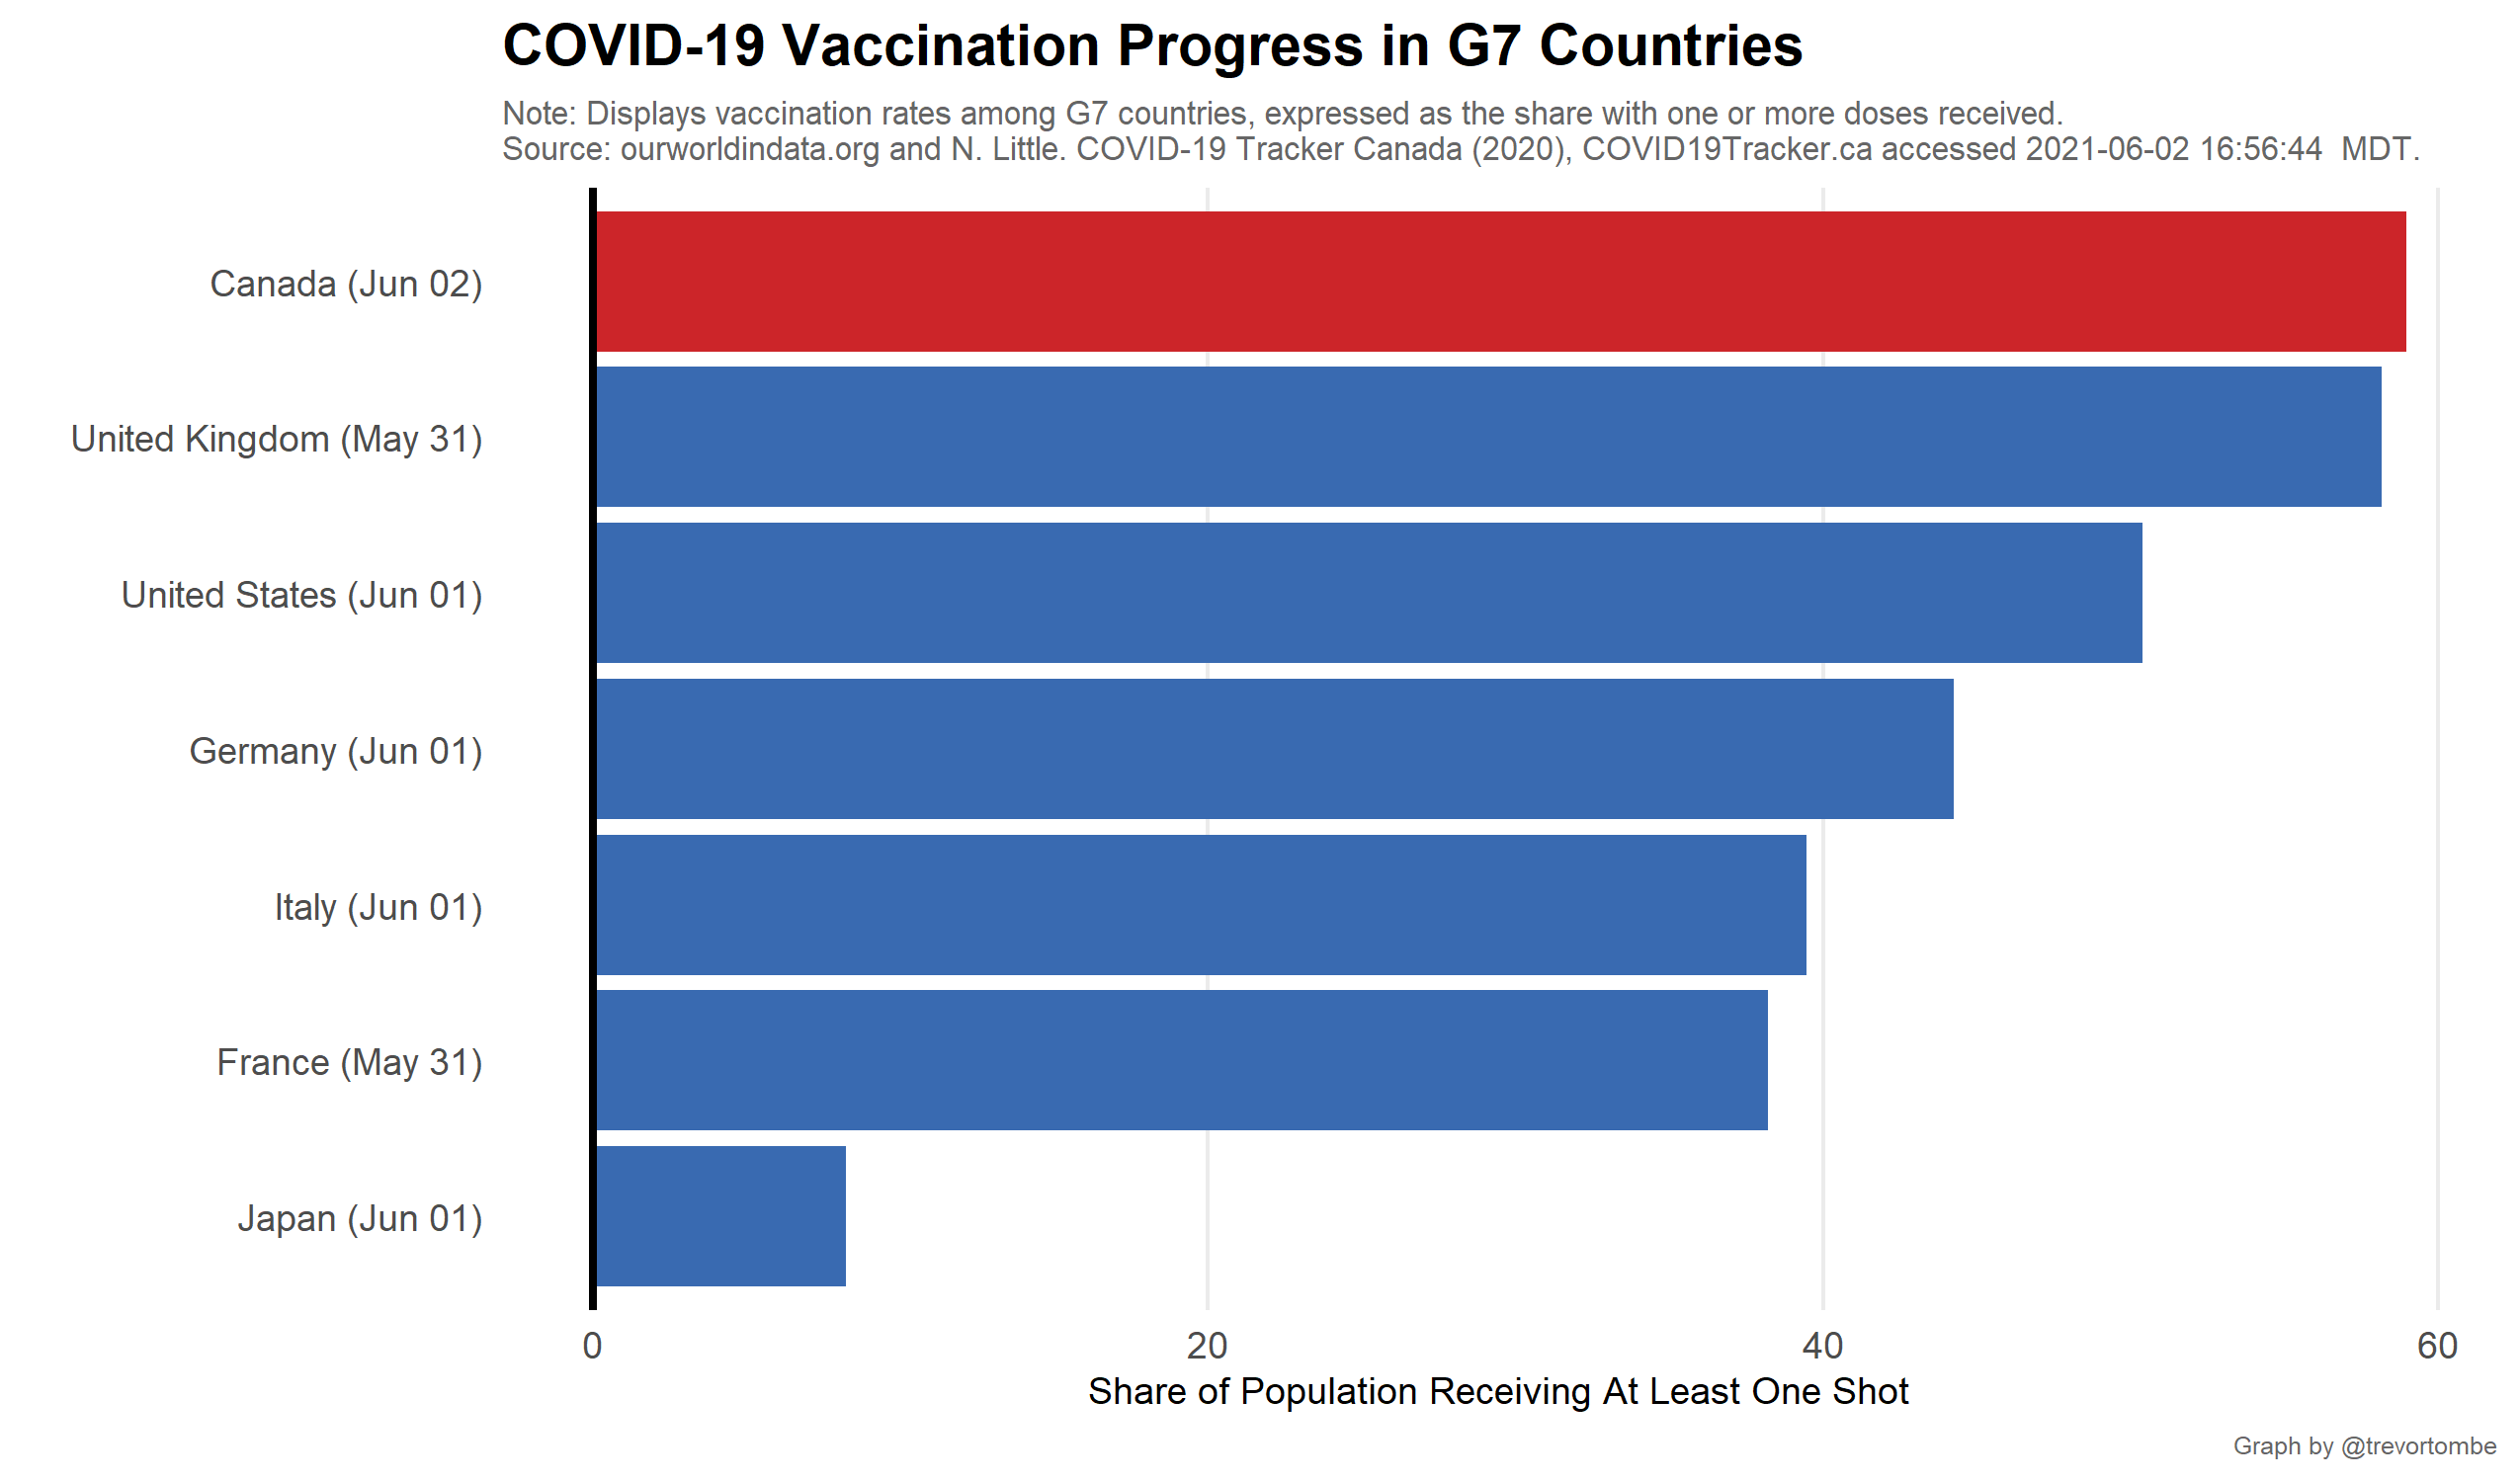 COVID-19 Vaccination Progress in G7 Countries
Note: Displays vaccination rates among G7 countries, expressed as the share with one or more doses received.
Source: ourworldindata.org and N. Little. COVID-19 Tracker Canada (2020), COVID19Tracker.ca accessed 2021-06-02 16:56:44  MDT.
Canada (Jun 02)
United Kingdom (May 31)
United States (Jun 01)
Germany (Jun 01)
Italy (Jun 01)
France (May 31)
Japan (Jun 01)
0 20 40 60
Share of Population Receiving At Least One Shot
Graph by @trevortombe